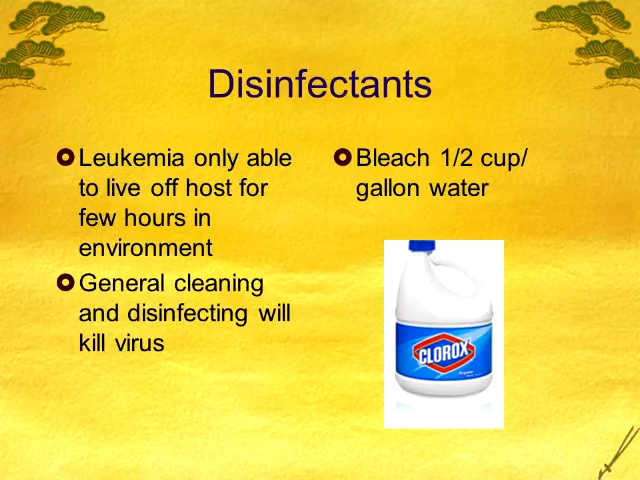 Disinfectants
Leukemia only able
to live off host for
few hours in
environment
General cleaning
and disinfecting will
kill virus
Bleach 1/2 cup/
gallon water
CLOROX